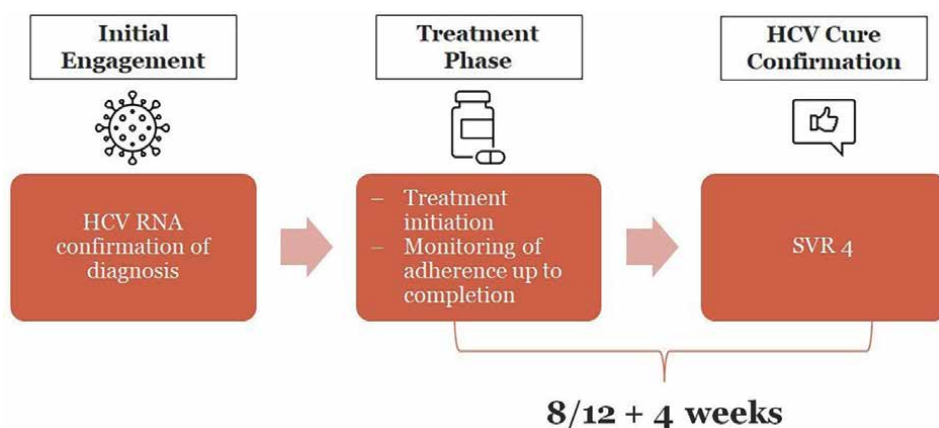 Initial
Engagement
Treatment
Phase
HCV Cure
Confirmation
HCV RNA
confirmation of
diagnosis
– Treatment
initiation
– Monitoring of
adherence up to
completion
SVR 4
8/12 + 4 weeks